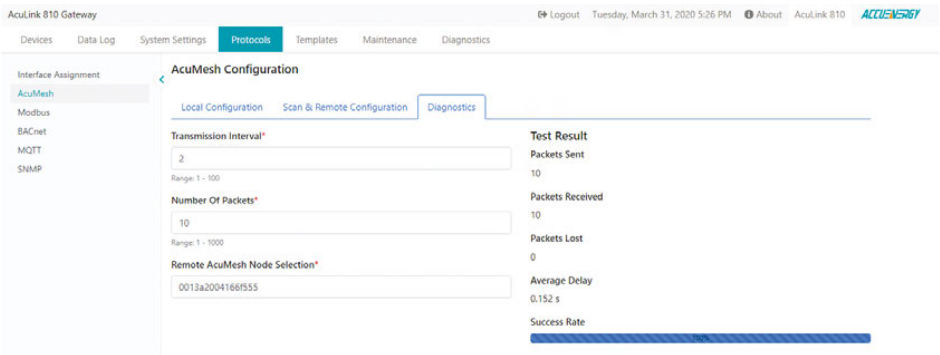 AcuLink 810 Gateway
Logout Tuesday, March 31, 2020 5:26 PM About AcuLink 810 ACCUENERGY
Devices Data Log System Settings Protocols Templates Maintenance Diagnostics
Interface Assignment
AcuMesh
Modbus
BACnet
MQTT
SNMP
AcuMesh Configuration
Local Configuration Scan & Remote Configuration Diagnostics
Transmission Interval*
2
Range: 1 - 100
Number Of Packets*
10
Range: 1 - 1000
Remote AcuMesh Node Selection*
0013a2004166f555
Test Result
Packets Sent
10
Packets Received
10
Packets Lost
0
Average Delay
0.152 s
Success Rate
100%